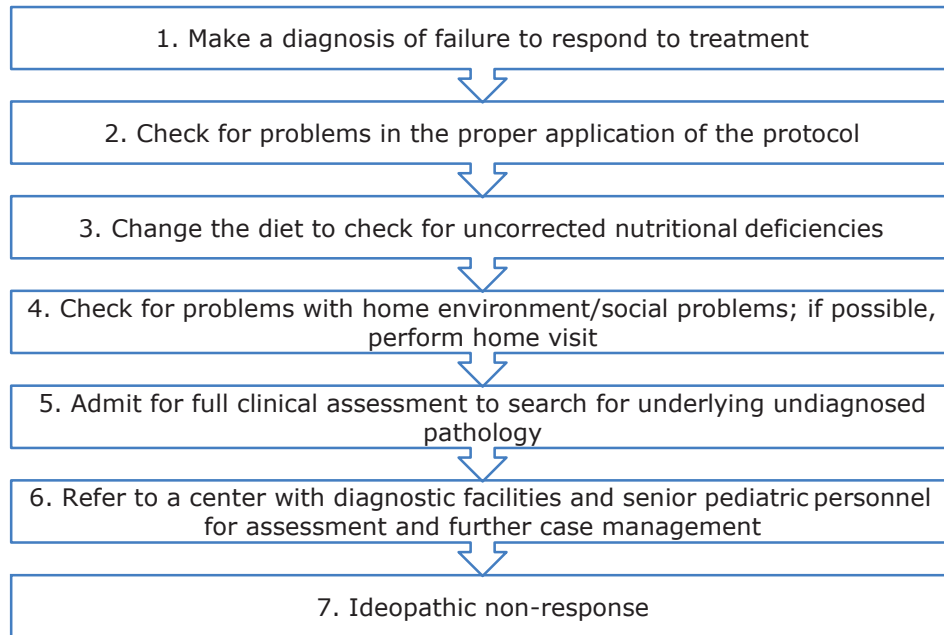 1. Make a diagnosis of failure to respond to treatment
2. Check for problems in the proper application of the protocol
3. Change the diet to check for uncorrected nutritional deficiencies
4. Check for problems with home environment/social problems; if possible,
perform home visit
5. Admit for full clinical assessment to search for underlying undiagnosed
pathology
6. Refer to a center with diagnostic facilities and senior pediatric personnel
for assessment and further case management
7. Ideopathic non-response